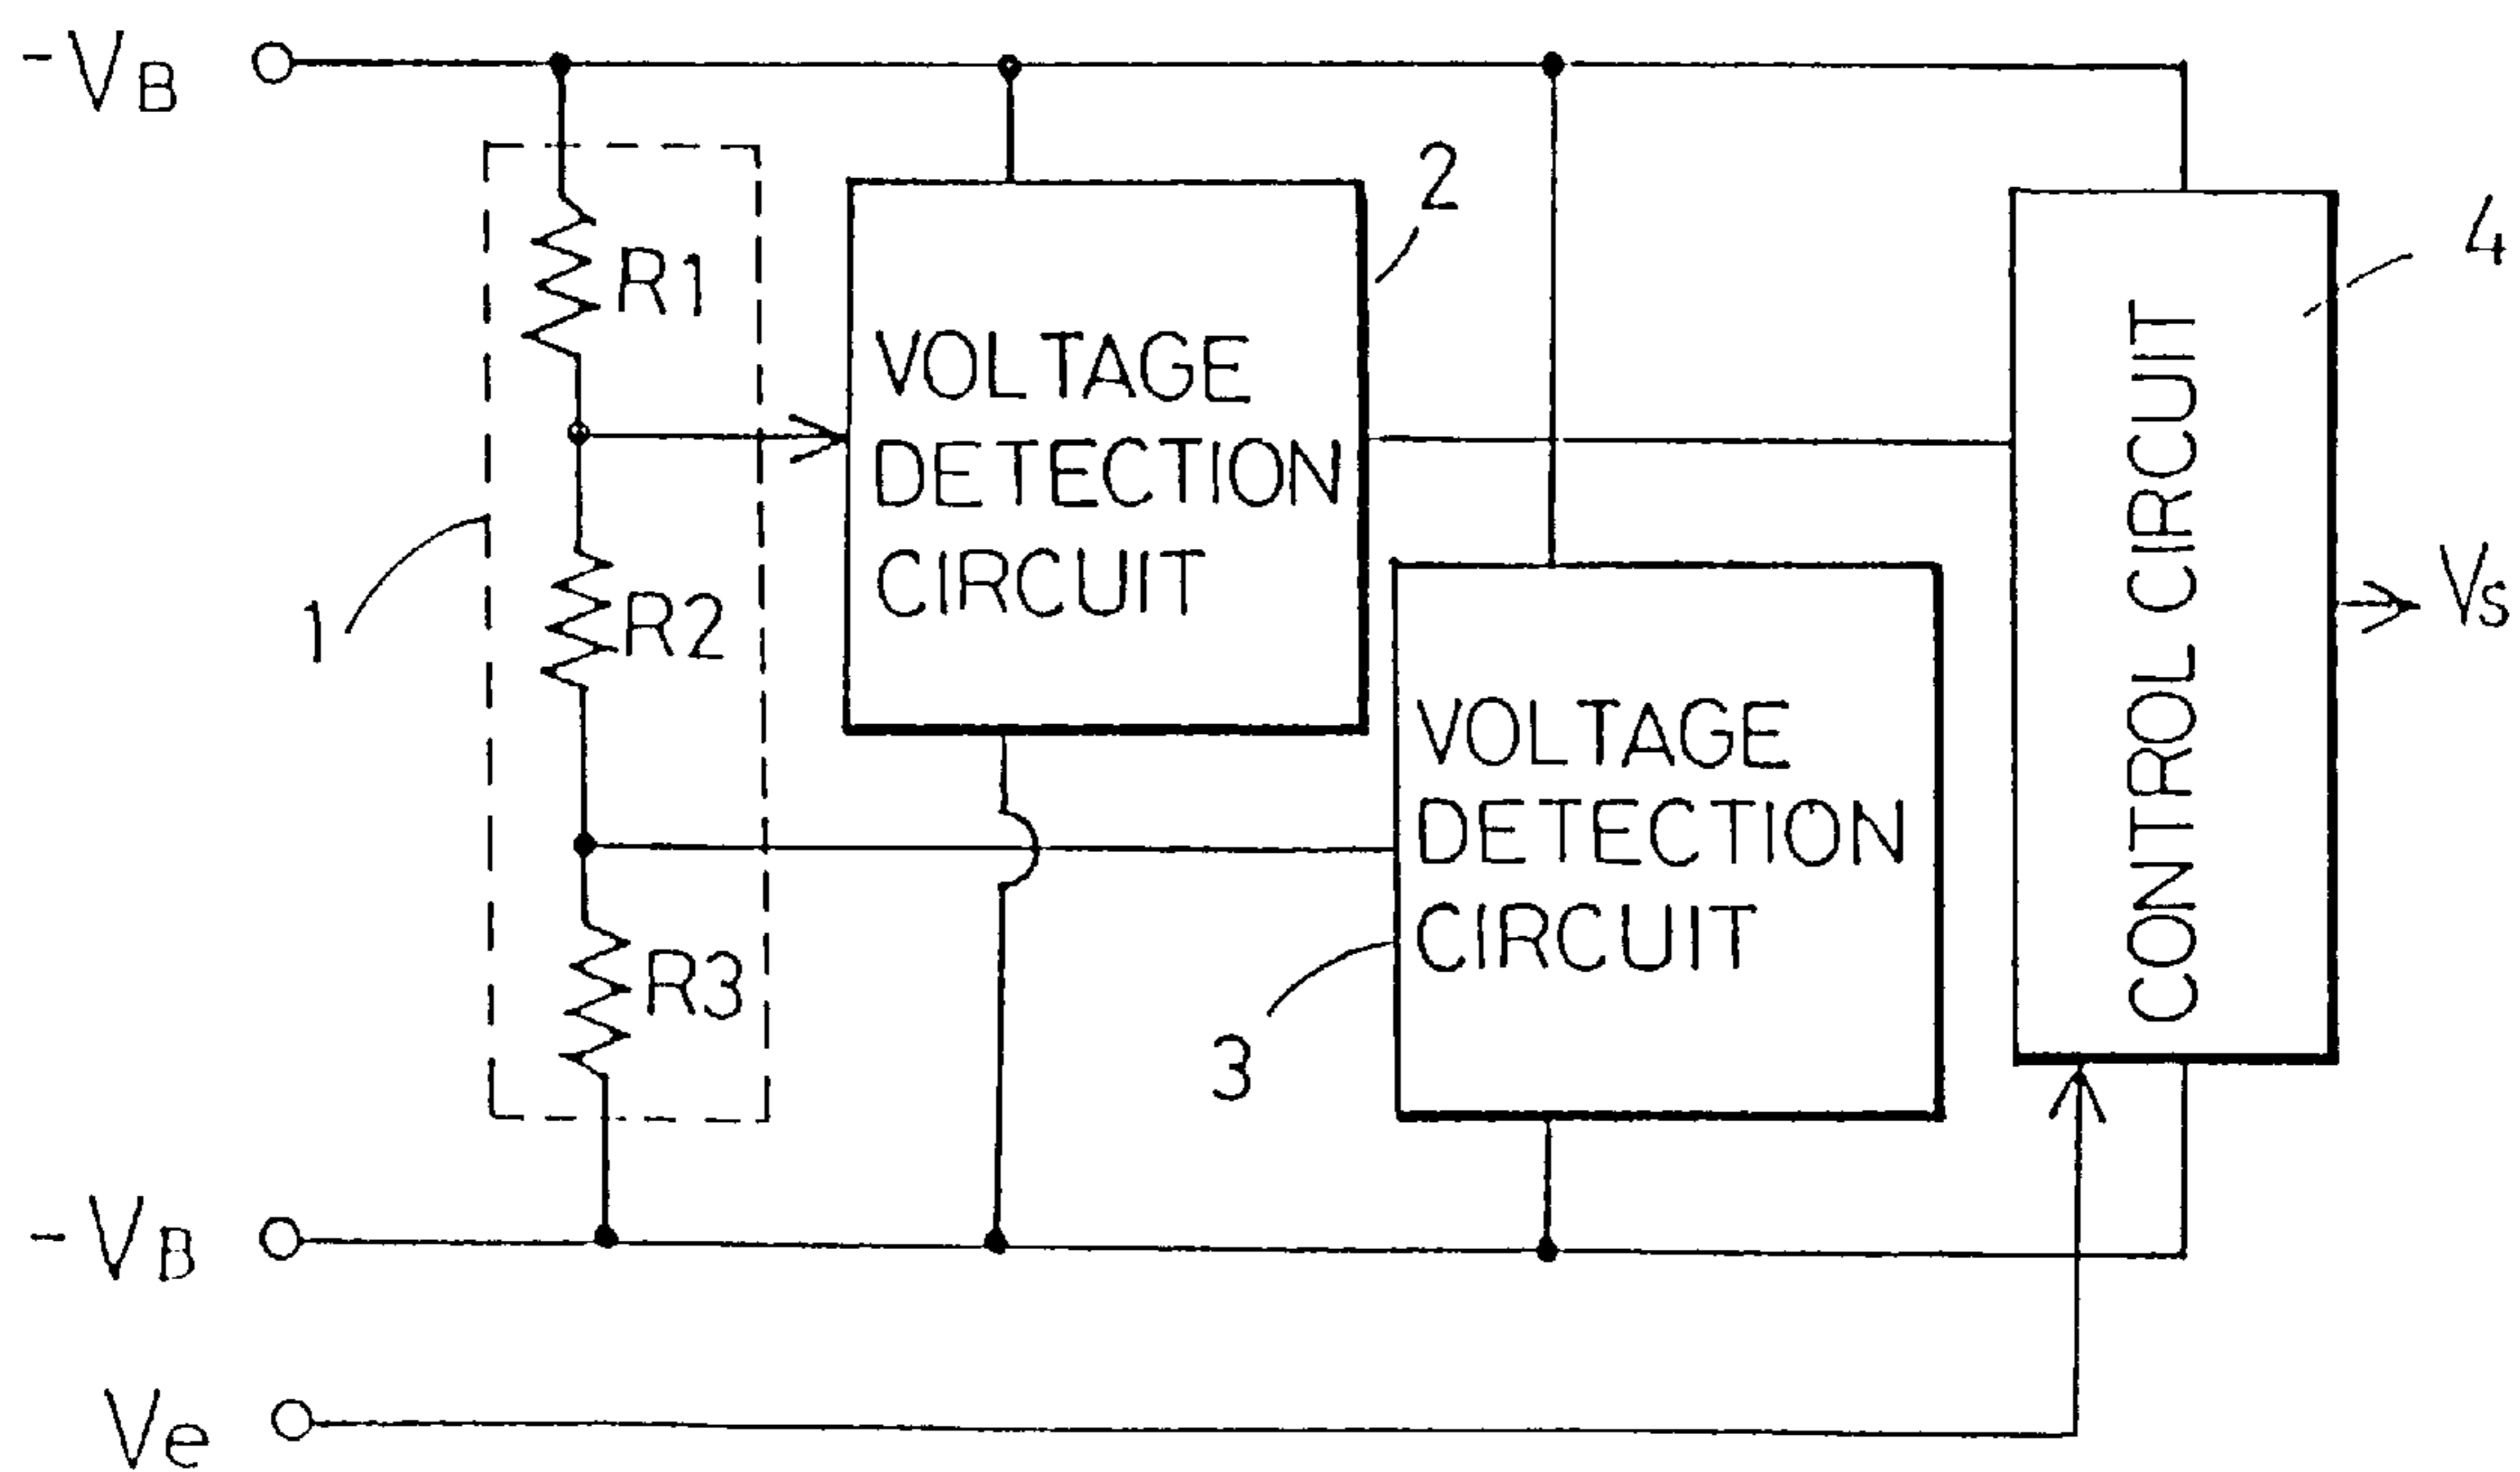 -VB
2
4
R1
VOLTAGE
DETECTION
CIRCUIT
CONTROL CIRCUIT
Vs
1
R2
VOLTAGE
DETECTION
CIRCUIT
R3
3
-VB
Ve